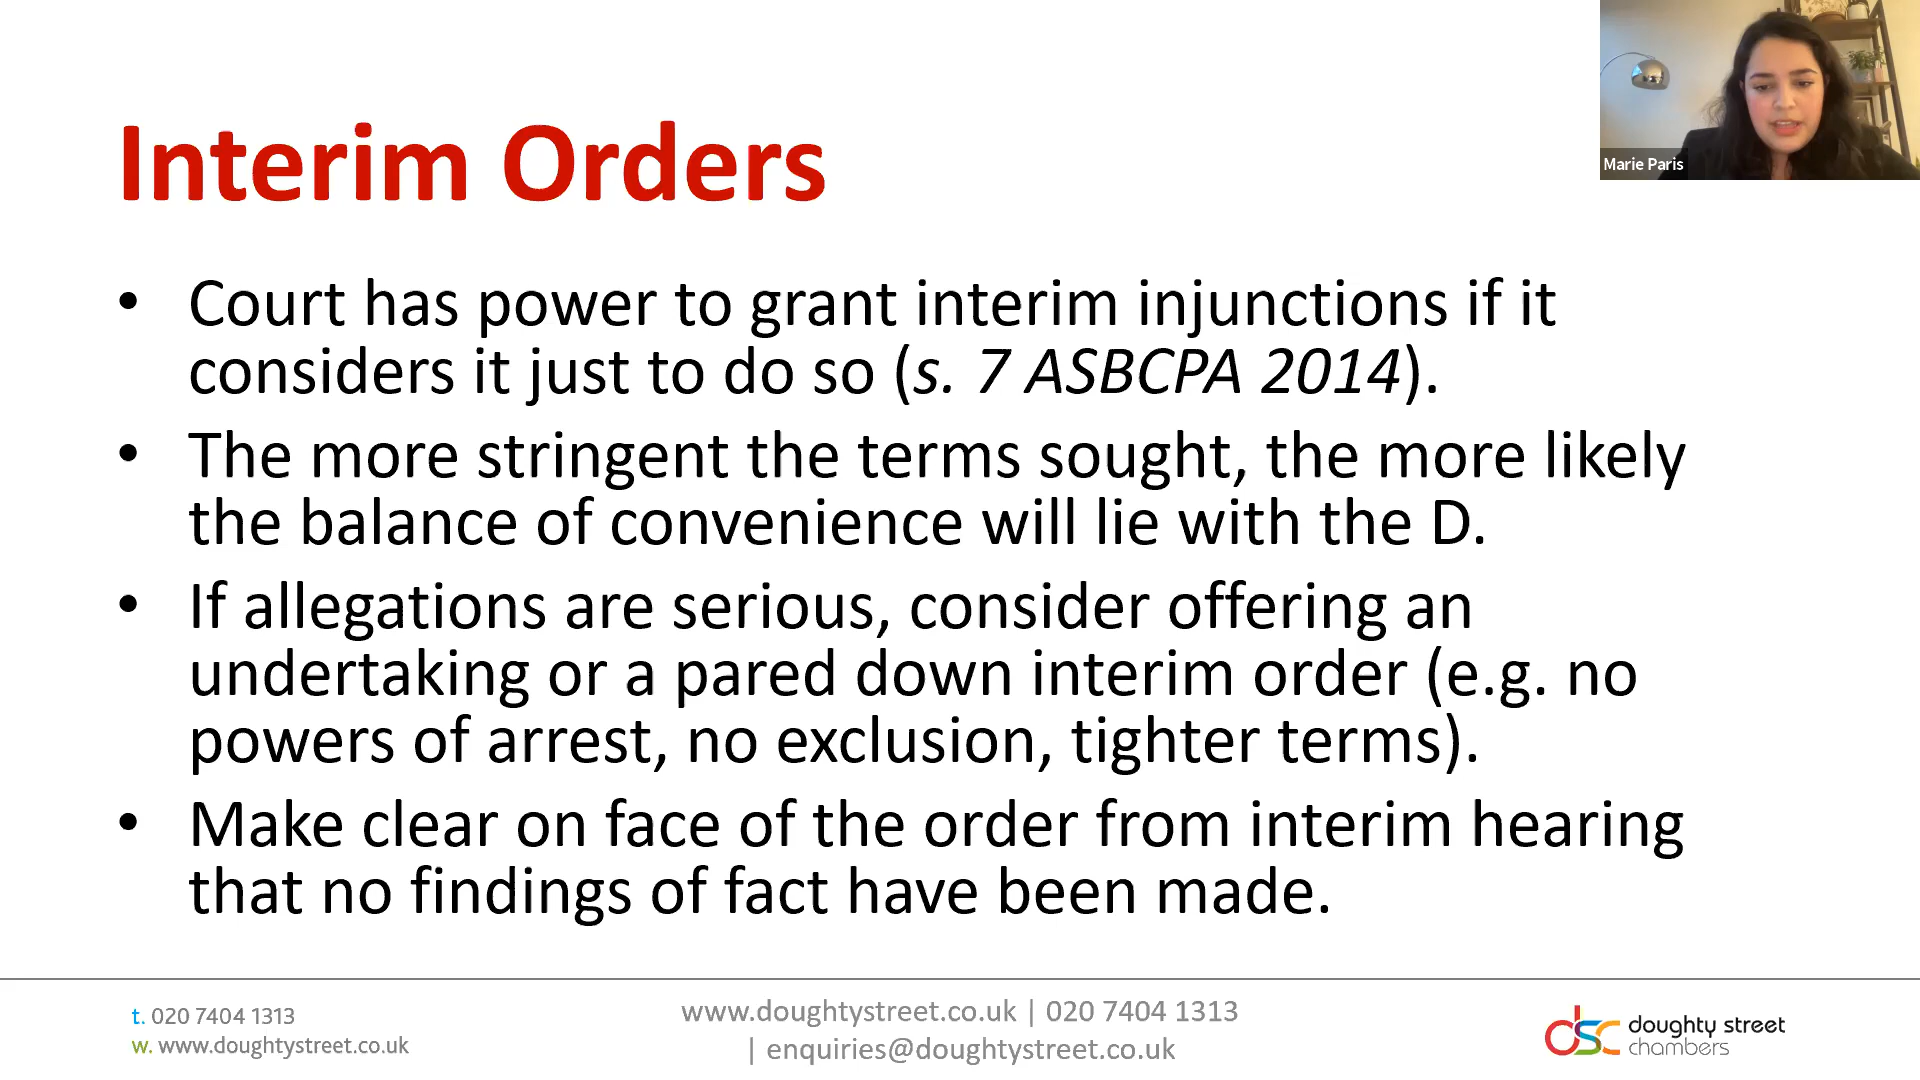 Marie Paris
Interim Orders
• Court has power to grant interim injunctions if it
considers it just to do so (s. 7 ASBCPA 2014).
• The more stringent the terms sought, the more likely
the balance of convenience will lie with the D.
• If allegations are serious, consider offering an
undertaking or a pared down interim order (e.g. no
powers of arrest, no exclusion, tighter terms).
• Make clear on face of the order from interim hearing
that no findings of fact have been made.
t. 020 7404 1313
w. www.doughtystreet.co.uk
www.doughtystreet.co.uk | 020 7404 1313
| enquiries@doughtystreet.co.uk
dsc doughty street
chambers